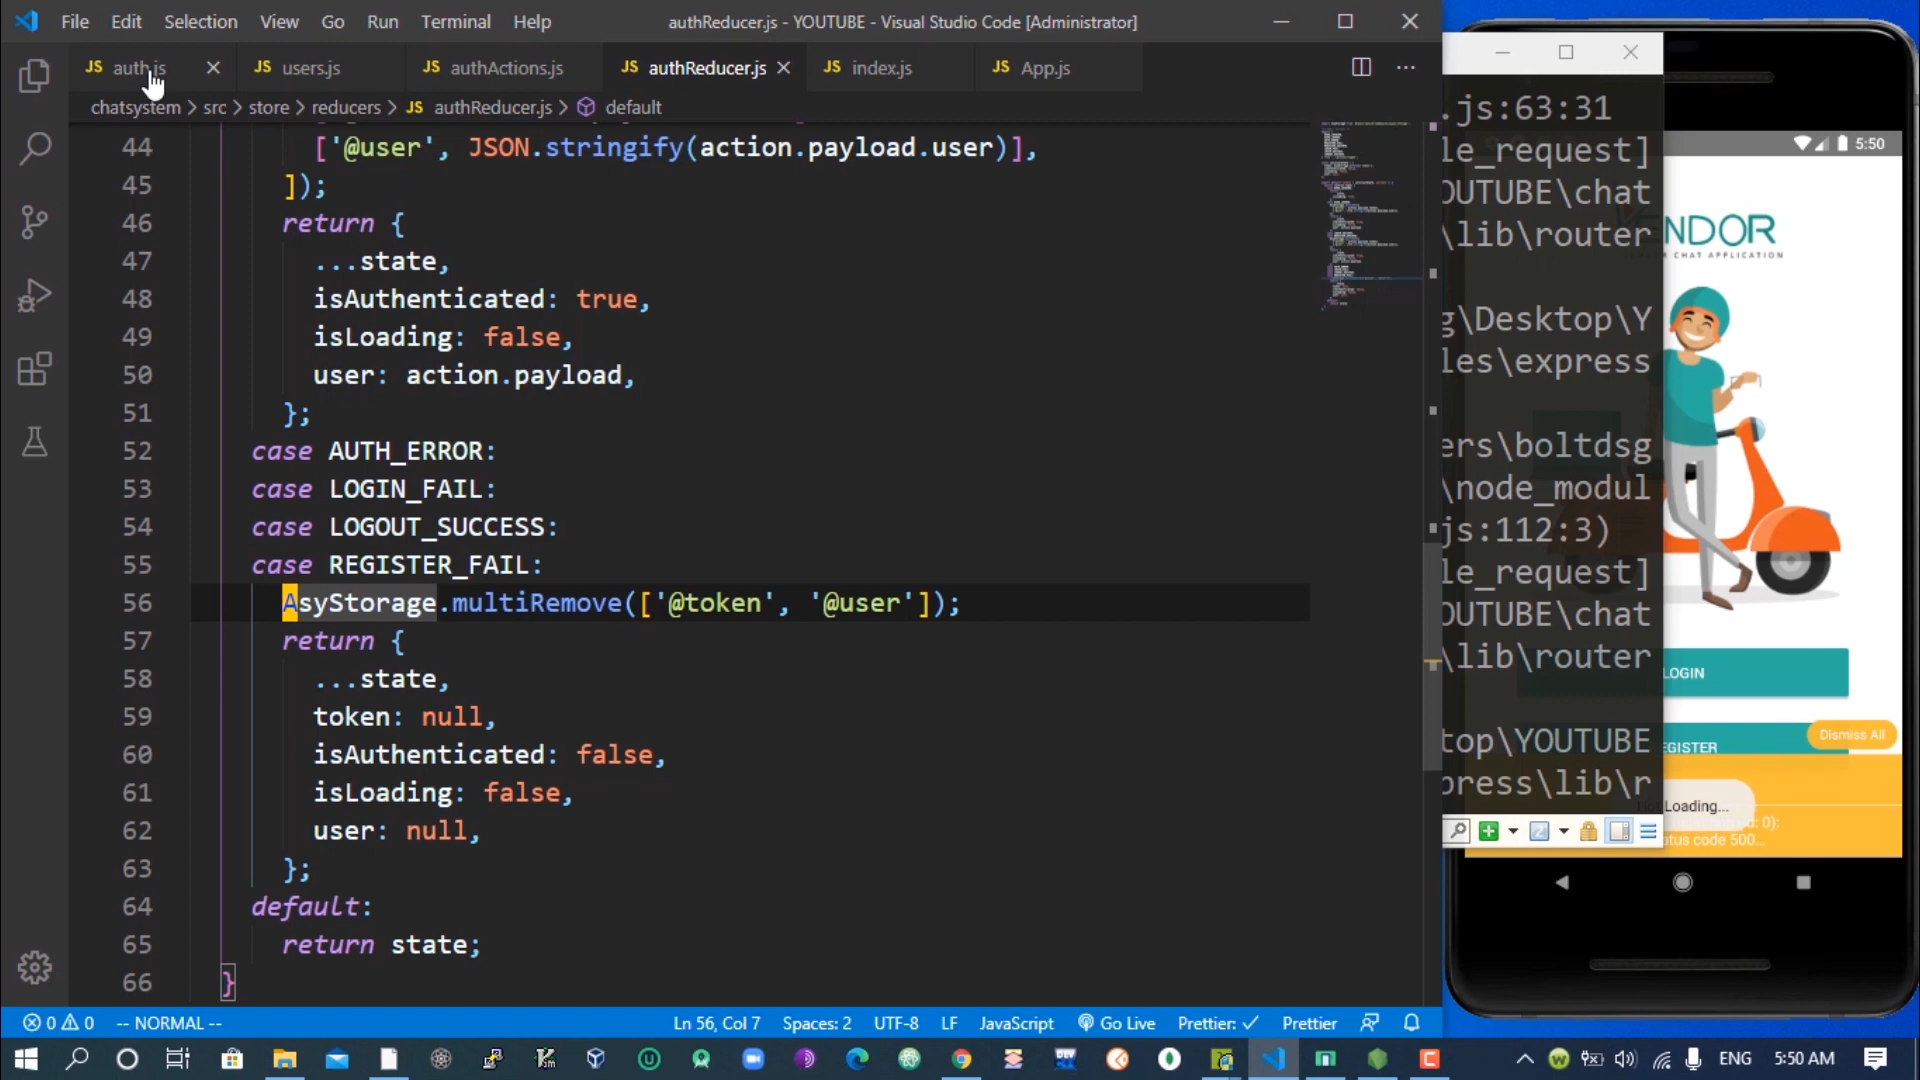 File Edit Selection View Go Run Terminal Help
authReducer.js - YOUTUBE - Visual Studio Code [Administrator]
JS auth.js
JS users.js
JS authActions.js
JS authReducer.js
JS index.js
JS App.js
chatsystem > src > store > reducers > JS authReducer.js > default
44 ['@user', JSON.stringify(action.payload.user)],
45 ]);
46 return {
47 ...state,
48 isAuthenticated: true,
49 isLoading: false,
50 user: action.payload,
51 };
52 case AUTH_ERROR:
53 case LOGIN_FAIL:
54 case LOGOUT_SUCCESS:
55 case REGISTER_FAIL:
56 AsyStorage.multiRemove(['@token', '@user']);
57 return {
58 ...state,
59 token: null,
60 isAuthenticated: false,
61 isLoading: false,
62 user: null,
63 };
64 default:
65 return state;
66 }
0 0 -- NORMAL --
Ln 56, Col 7 Spaces: 2 UTF-8 LF JavaScript Go Live Prettier: ✓ Prettier
.js:63:31
le_request]
OUTUBE\chat
\lib\router
g\Desktop\Y
les\express
ers\boltdsg
\node_modul
js:112:3)
le_request]
OUTUBE\chat
\lib\router
top\YOUTUBE
press\lib\r
5:50
VENDOR
CHAT APPLICATION
LOGIN
REGISTER
Dismiss All
Hot Loading...
id: 0):
atus code 500...
ENG 5:50 AM